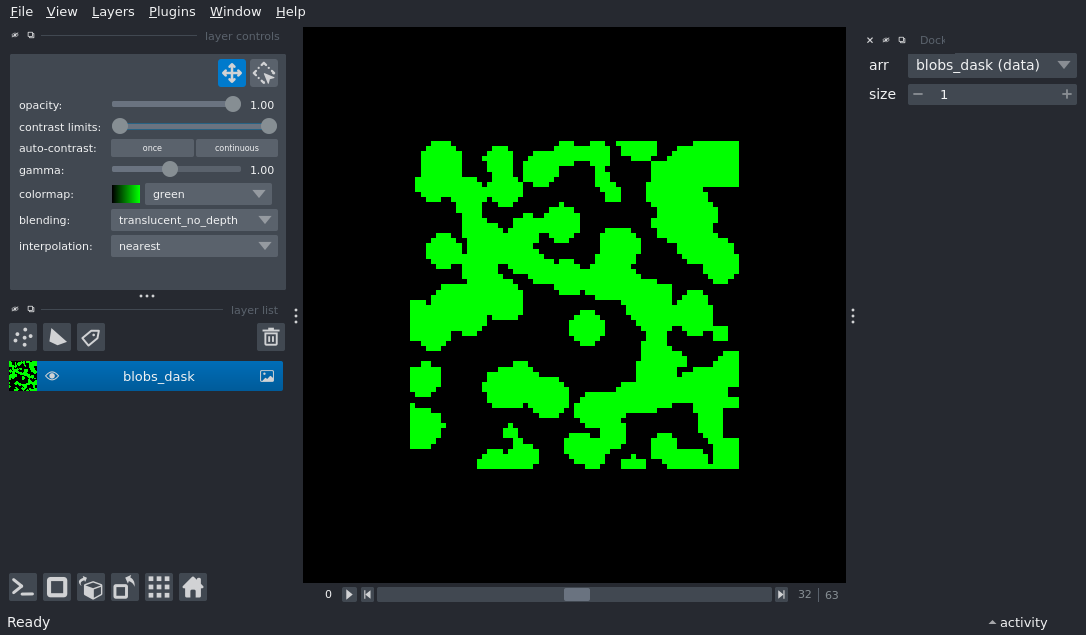 File View Layers Plugins Window Help
layer controls
opacity: 1.00
contrast limits:
auto-contrast: once continuous
gamma: 1.00
colormap: green
blending: translucent_no_depth
interpolation: nearest
layer list
blobs_dask
Dock
arr blobs_dask (data)
size 1
0 32 63
Ready
activity